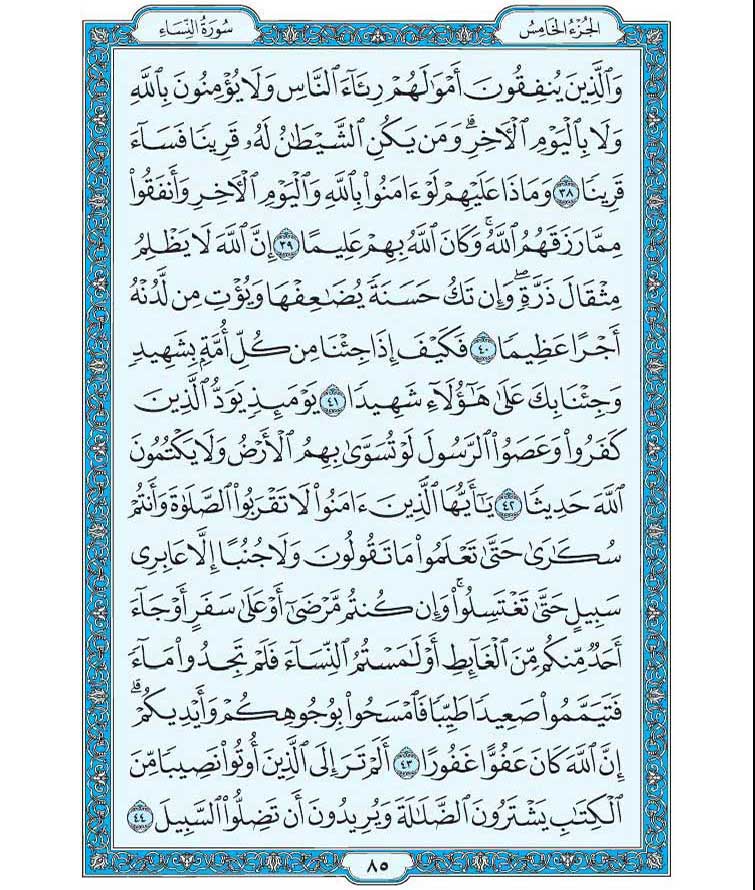 الجُزْءُ الخَامِسُ
سُورَةُ النِّسَاءِ
وَٱلَّذِينَ يُنفِقُونَ أَمْوَٰلَهُمْ رِئَآءَ ٱلنَّاسِ وَلَا يُؤْمِنُونَ بِٱللَّهِ
وَلَا بِٱلْيَوْمِ ٱلْأٓخِرِۗ وَمَن يَكُنِ ٱلشَّيْطَٰنُ لَهُۥ قَرِينًا فَسَآءَ
قَرِينًا ٣٨ وَمَاذَا عَلَيْهِمْ لَوْ ءَامَنُوا۟ بِٱللَّهِ وَٱلْيَوْمِ ٱلْأٓخِرِ وَأَنفَقُوا۟
مِمَّا رَزَقَهُمُ ٱللَّهُۚ وَكَانَ ٱللَّهُ بِهِمْ عَلِيمًا ٣٩ إِنَّ ٱللَّهَ لَا يَظْلِمُ
مِثْقَالَ ذَرَّةٍۖ وَإِن تَكُ حَسَنَةً يُضَٰعِفْهَا وَيُؤْتِ مِن لَّدُنْهُ
أَجْرًا عَظِيمًا ٤٠ فَكَيْفَ إِذَا جِئْنَا مِن كُلِّ أُمَّةٍۭ بِشَهِيدٍ
وَجِئْنَا بِكَ عَلَىٰ هَٰٓؤُلَآءِ شَهِيدًا ٤١ يَوْمَئِذٍ يَوَدُّ ٱلَّذِينَ
كَفَرُوا۟ وَعَصَوُا۟ ٱلرَّسُولَ لَوْ تُسَوَّىٰ بِهِمُ ٱلْأَرْضُ وَلَا يَكْتُمُونَ
ٱللَّهَ حَدِيثًا ٤٢ يَٰٓأَيُّهَا ٱلَّذِينَ ءَامَنُوا۟ لَا تَقْرَبُوا۟ ٱلصَّلَوٰةَ وَأَنتُمْ
سُكَٰرَىٰ حَتَّىٰ تَعْلَمُوا۟ مَا تَقُولُونَ وَلَا جُنُبًا إِلَّا عَابِرِى
سَبِيلٍ حَتَّىٰ تَغْتَسِلُوا۟ۚ وَإِن كُنتُم مَّرْضَىٰٓ أَوْ عَلَىٰ سَفَرٍ أَوْ جَآءَ
أَحَدٌ مِّنكُم مِّنَ ٱلْغَآئِطِ أَوْ لَٰمَسْتُمُ ٱلنِّسَآءَ فَلَمْ تَجِدُوا۟ مَآءً
فَتَيَمَّمُوا۟ صَعِيدًا طَيِّبًا فَٱمْسَحُوا۟ بِوُجُوهِكُمْ وَأَيْدِيكُمْۗ
إِنَّ ٱللَّهَ كَانَ عَفُوًّا غَفُورًا ٤٣ أَلَمْ تَرَ إِلَى ٱلَّذِينَ أُوتُوا۟ نَصِيبًا مِّنَ
ٱلْكِتَٰبِ يَشْتَرُونَ ٱلضَّلَٰلَةَ وَيُرِيدُونَ أَن تَضِلُّوا۟ ٱلسَّبِيلَ ٤٤
٨٥